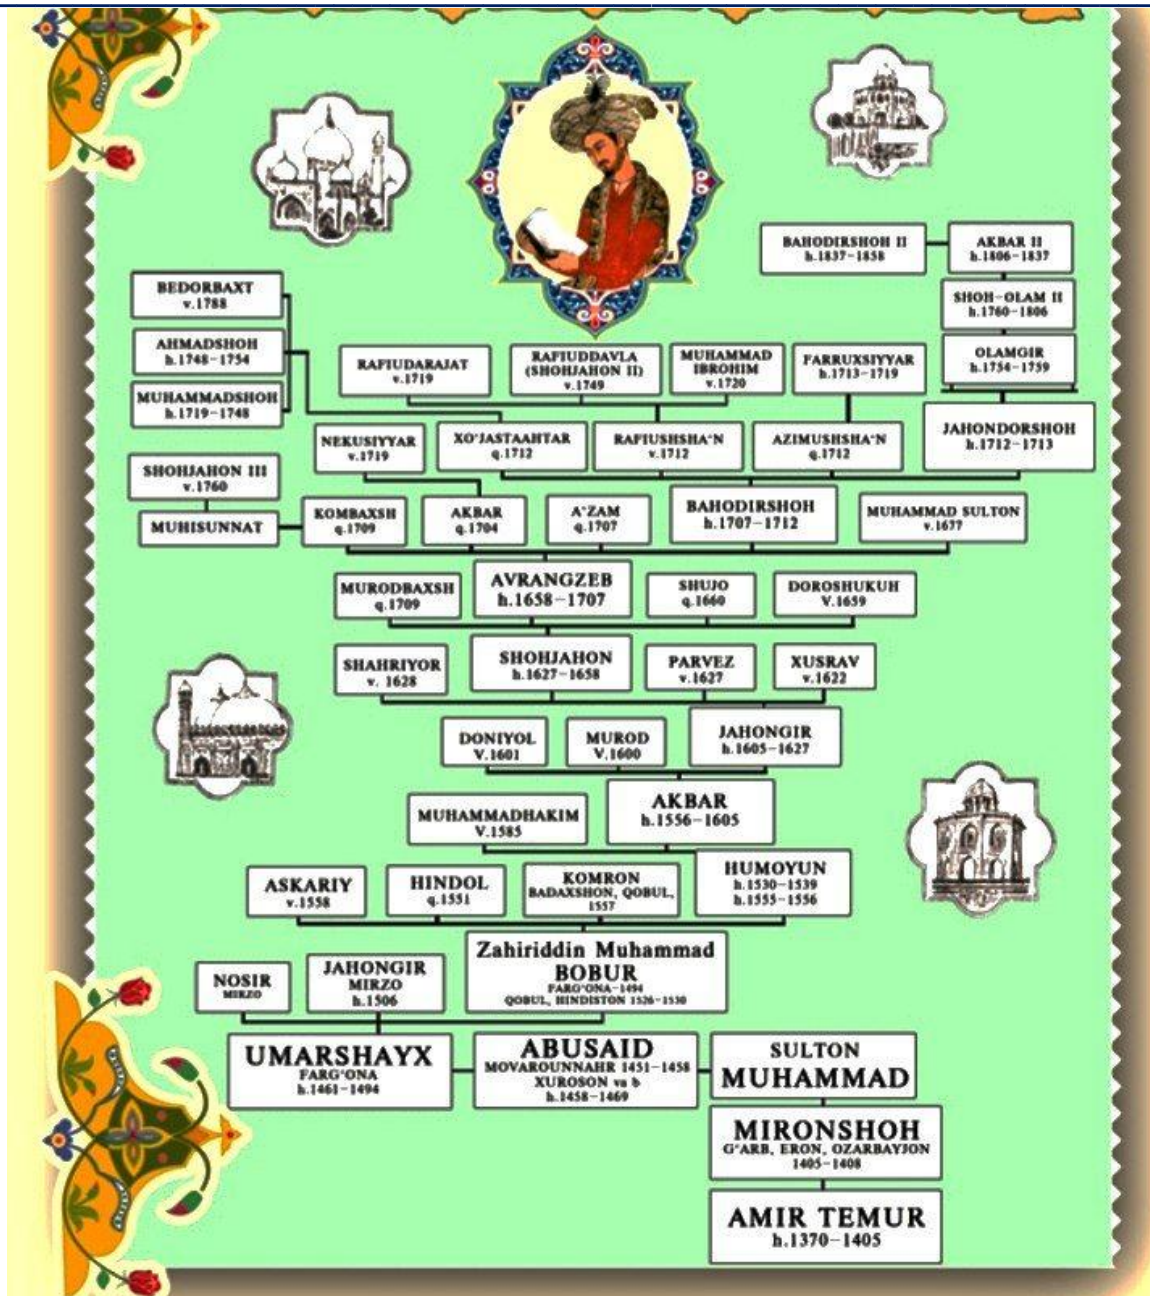 BAHODIRSHOH II
h.1837-1858
AKBAR II
h.1806-1837
BEDORBAXT
v.1788
SHOH-OLAM II
h.1760-1806
AHMADSHOH
h.1748-1754
RAFIUDARAJAT
v.1719
RAFIUDDAVLA
(SHOHJAHON II)
v.1749
MUHAMMAD
IBROHIM
v.1720
FARRUXSIYYAR
h.1713-1719
OLAMGIR
h.1754-1759
MUHAMMADSHOH
h.1719-1748
NEKUSIYYAR
v.1719
XO‘JASTAAHTAR
q.1712
RAFIUSHSHA‘N
v.1712
AZIMUSHSHA‘N
q.1712
JAHONDORSHOH
h.1712-1713
SHOHJAHON III
v.1760
MUHISUNNAT
KOMBAXSH
q.1709
AKBAR
q.1704
A‘ZAM
q.1707
BAHODIRSHOH
h.1707-1712
MUHAMMAD SULTON
v.1677
MURODBAXSH
q.1709
AVRANGZEB
h.1658-1707
SHUJO
q.1660
DOROSHUKUH
V.1659
SHAHRIYOR
v. 1628
SHOHJAHON
h.1627-1658
PARVEZ
v.1627
XUSRAV
v.1622
DONIYOL
V.1601
MUROD
V.1600
JAHONGIR
h.1605-1627
MUHAMMADHAKIM
V.1585
AKBAR
h.1556-1605
ASKARIY
v.1558
HINDOL
q.1551
KOMRON
BADAXSHON, QOBUL,
1557
HUMOYUN
h.1530-1539
h.1555-1556
NOSIR
MIRZO
JAHONGIR
MIRZO
h.1506
Zahiriddin Muhammad
BOBUR
FARG‘ONA-1494
QOBUL, HINDISTON 1526-1530
UMARSHAYX
FARG‘ONA
h.1461-1494
ABUSAID
MOVAROUNNAHR 1451-1458
XUROSON va b
h.1458-1469
SULTON
MUHAMMAD
MIRONSHOH
G‘ARB, ERON, OZARBAYJON
1405-1408
AMIR TEMUR
h.1370-1405